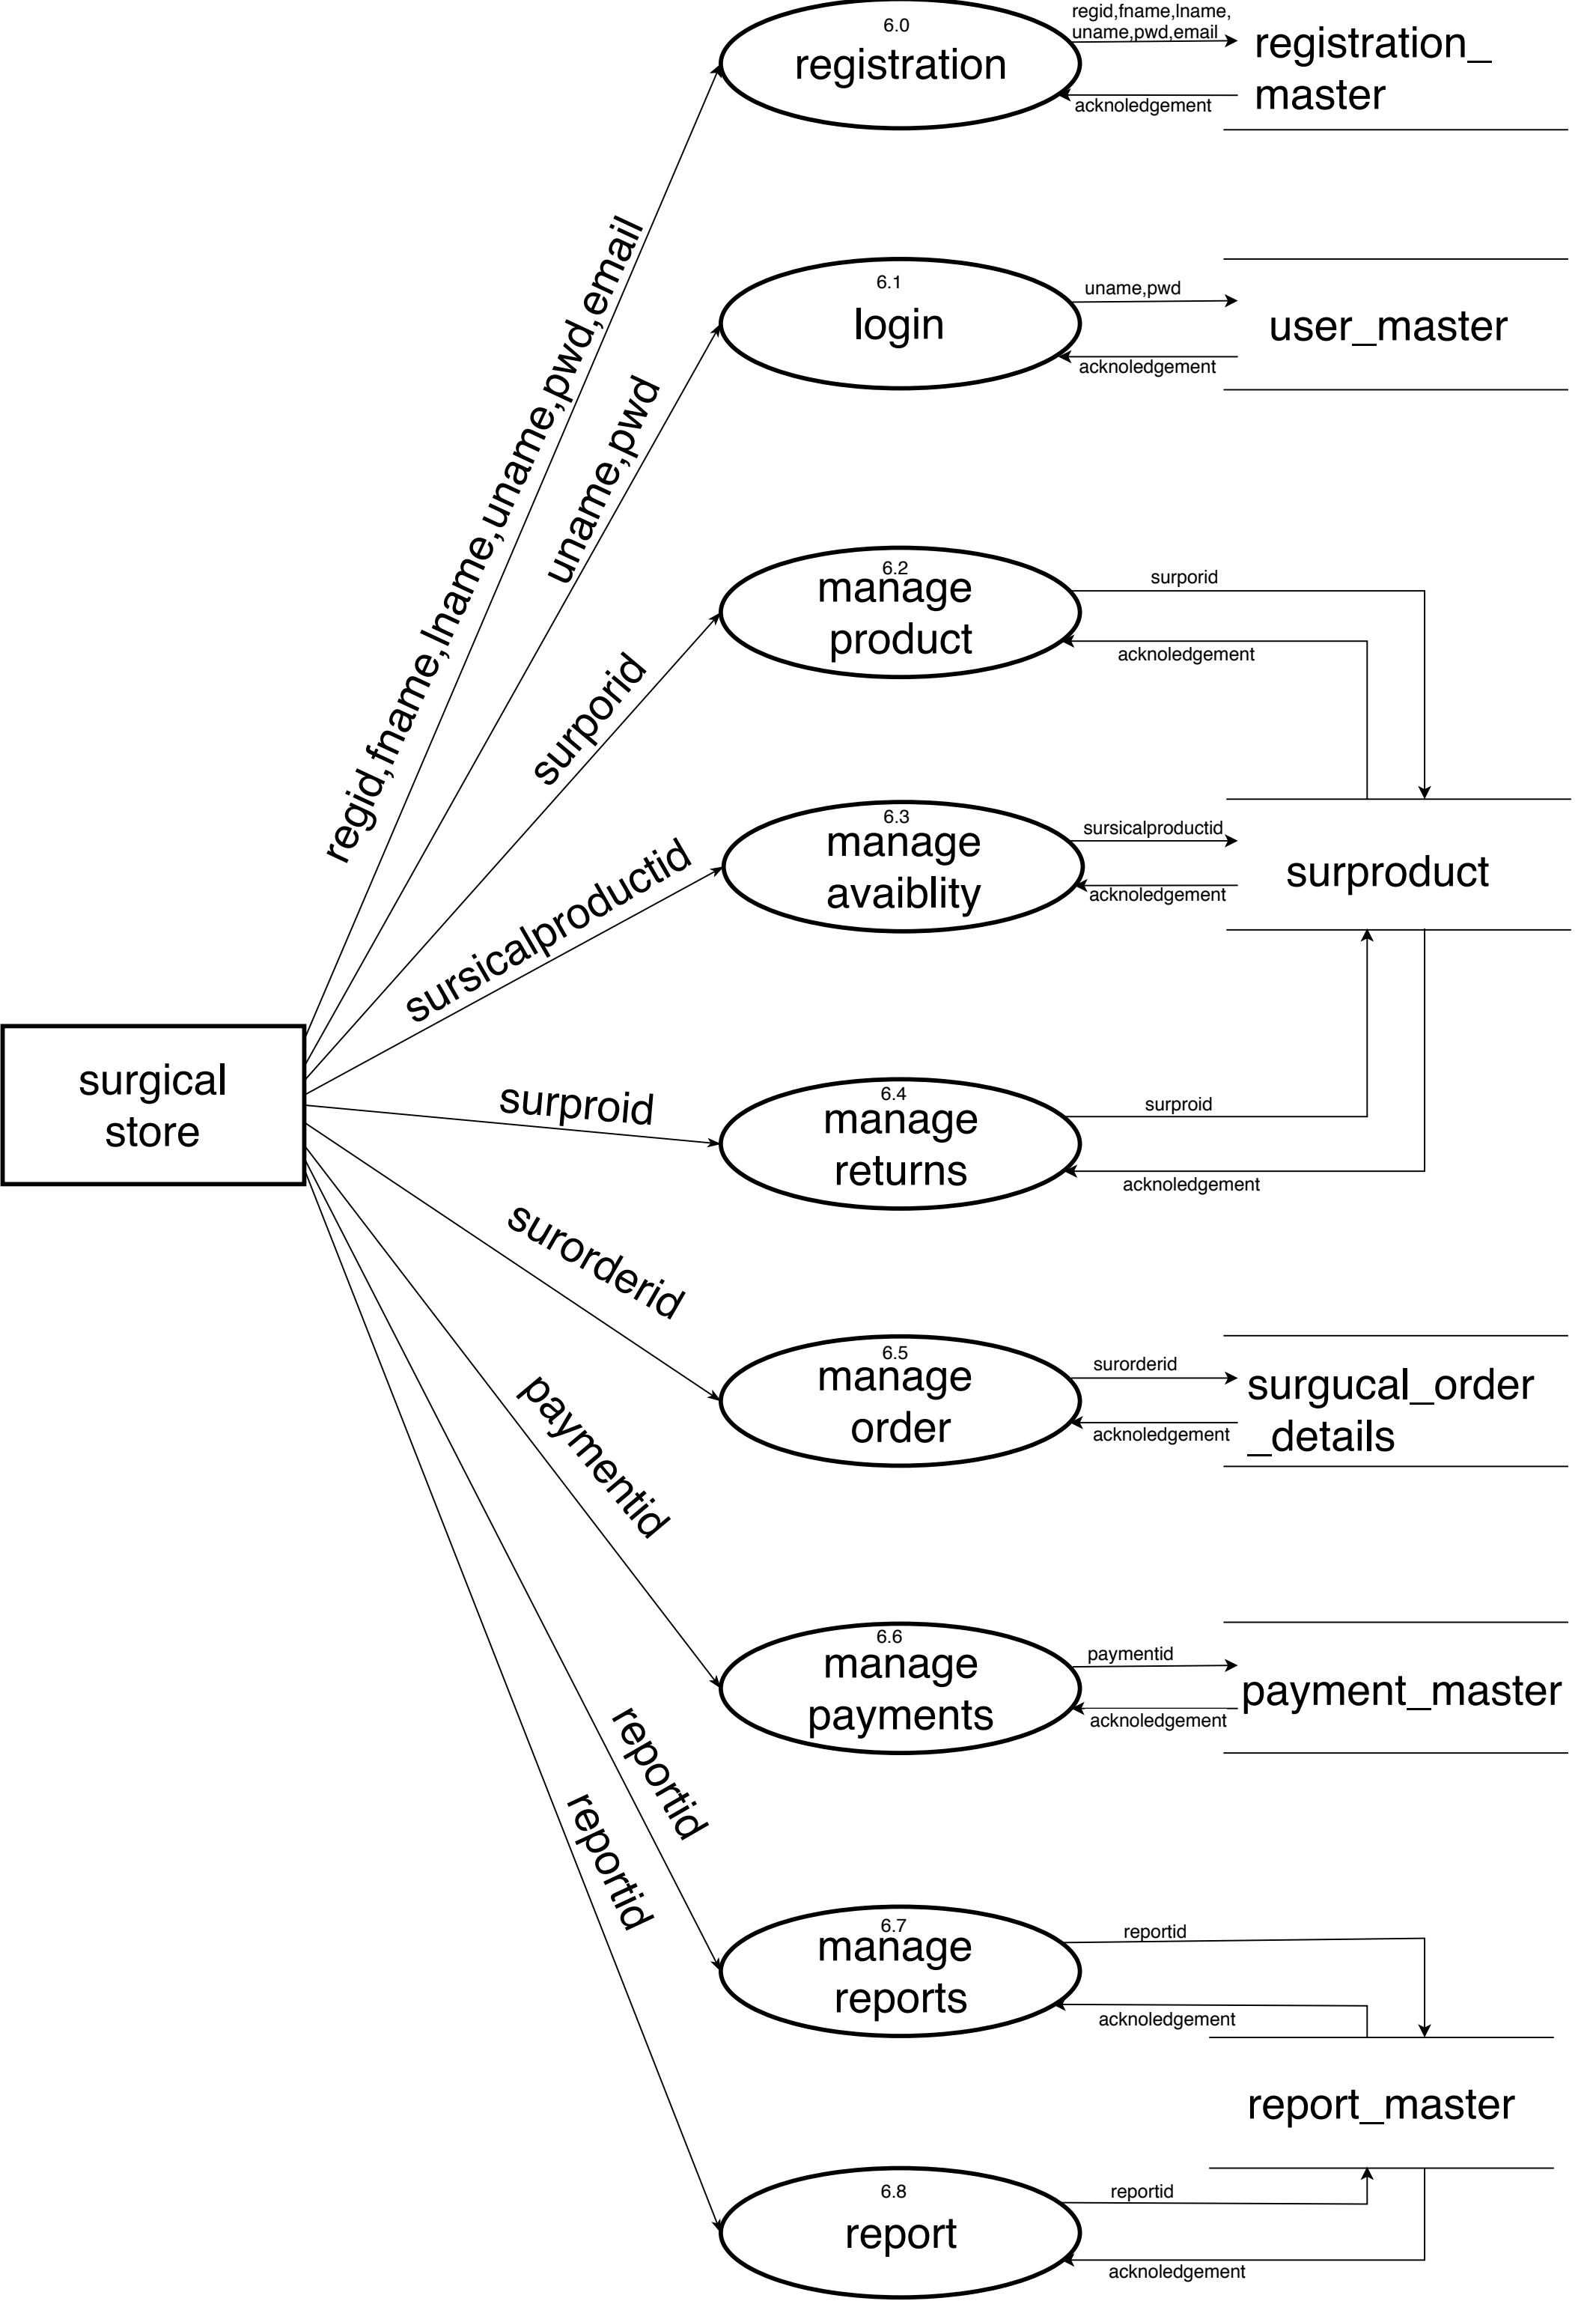 6.0
registration
regid,fname,lname,
uname,pwd,email
acknoledgement
registration_
master
regid,fname,lname,uname,pwd,email
6.1
login
uname,pwd
acknoledgement
user_master
uname,pwd
6.2
manage
product
surporid
acknoledgement
surporid
6.3
manage
avaiblity
sursicalproductid
acknoledgement
surproduct
sursicalproductid
surgical
store
surproid
6.4
manage
returns
surproid
acknoledgement
surorderid
6.5
manage
order
surorderid
acknoledgement
surgucal_order
_details
paymentid
6.6
manage
payments
paymentid
acknoledgement
payment_master
reportid
6.7
manage
reports
reportid
acknoledgement
report_master
reportid
6.8
report
reportid
acknoledgement